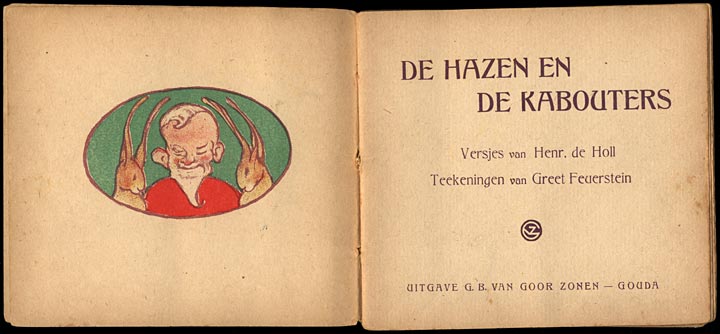 DE HAZEN EN
DE KABOUTERS
Versjes van Henr. de Holl
Teekeningen van Greet Feuerstein
UITGAVE G. B. VAN GOOR ZONEN — GOUDA